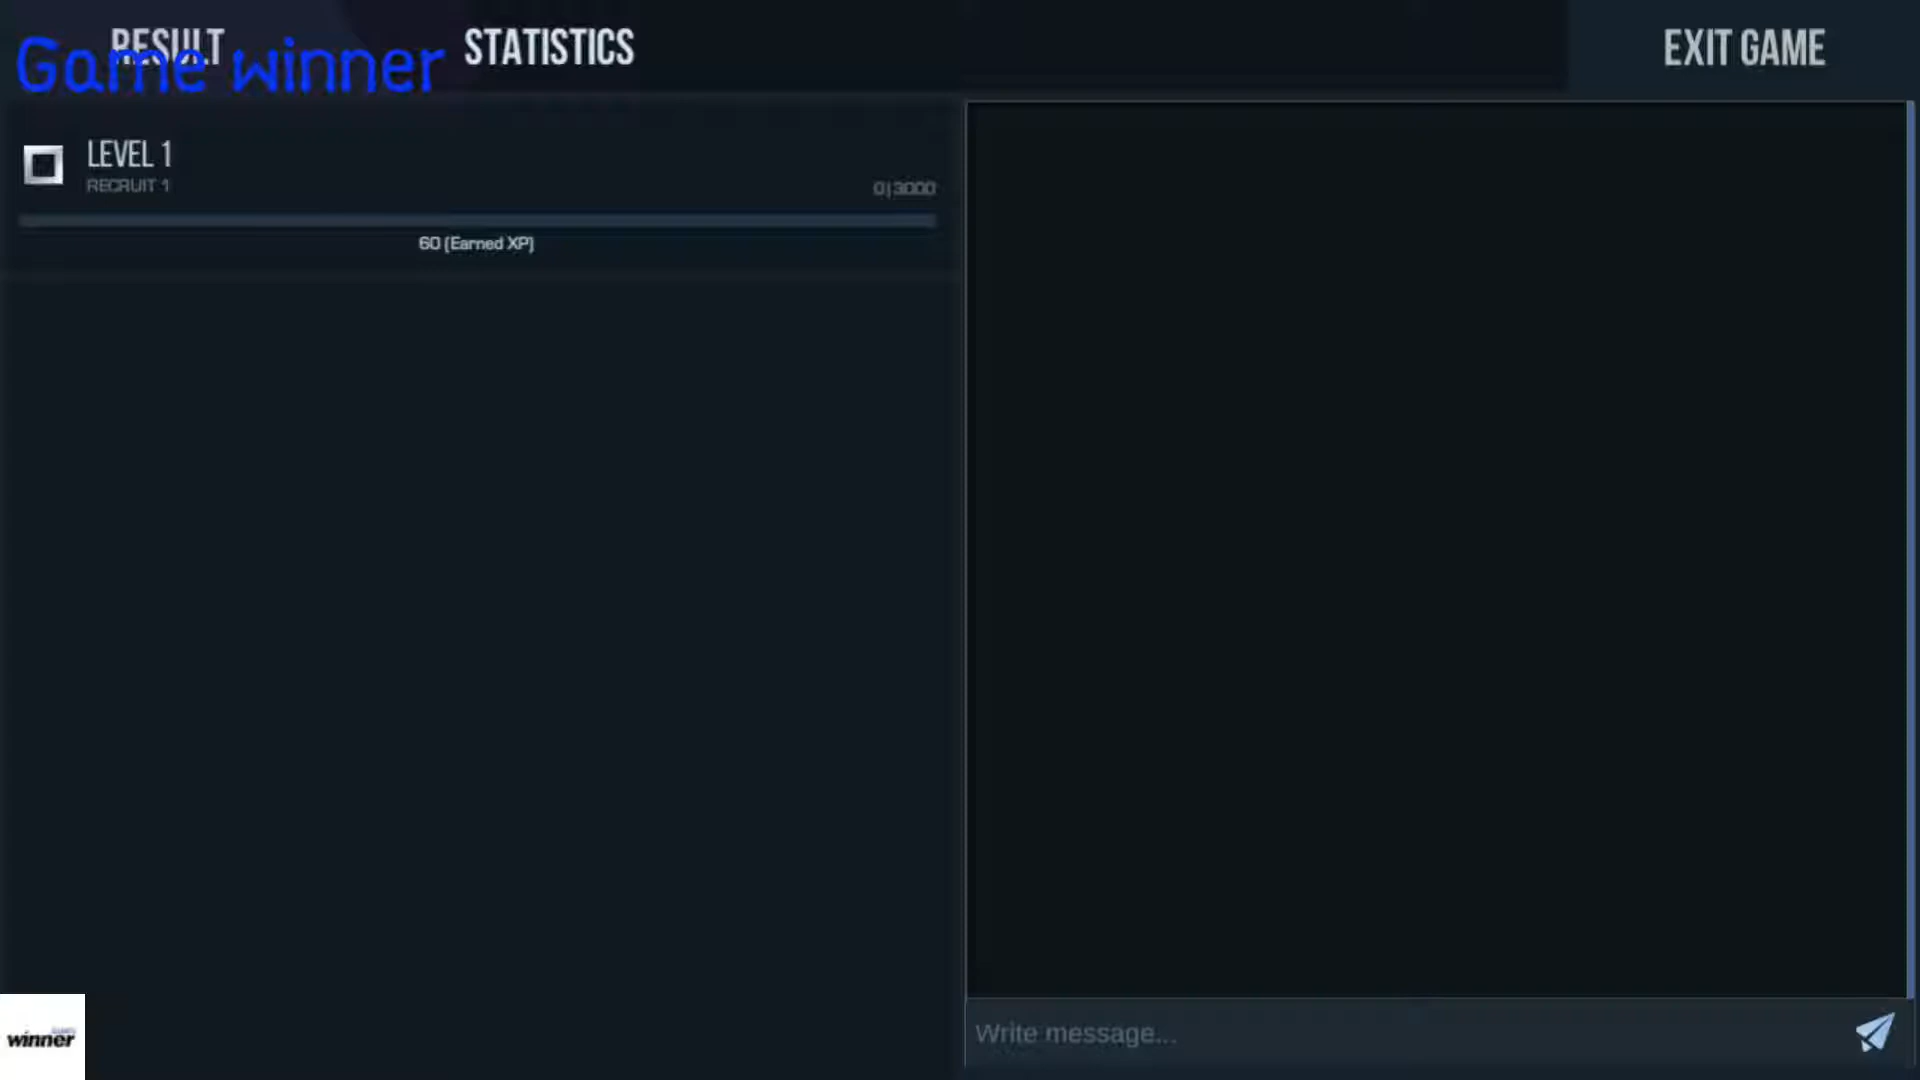 RESULT
STATISTICS
EXIT GAME
Game winner
LEVEL 1
RECRUIT 1
0|3000
60 (Earned XP)
Write message...
winner